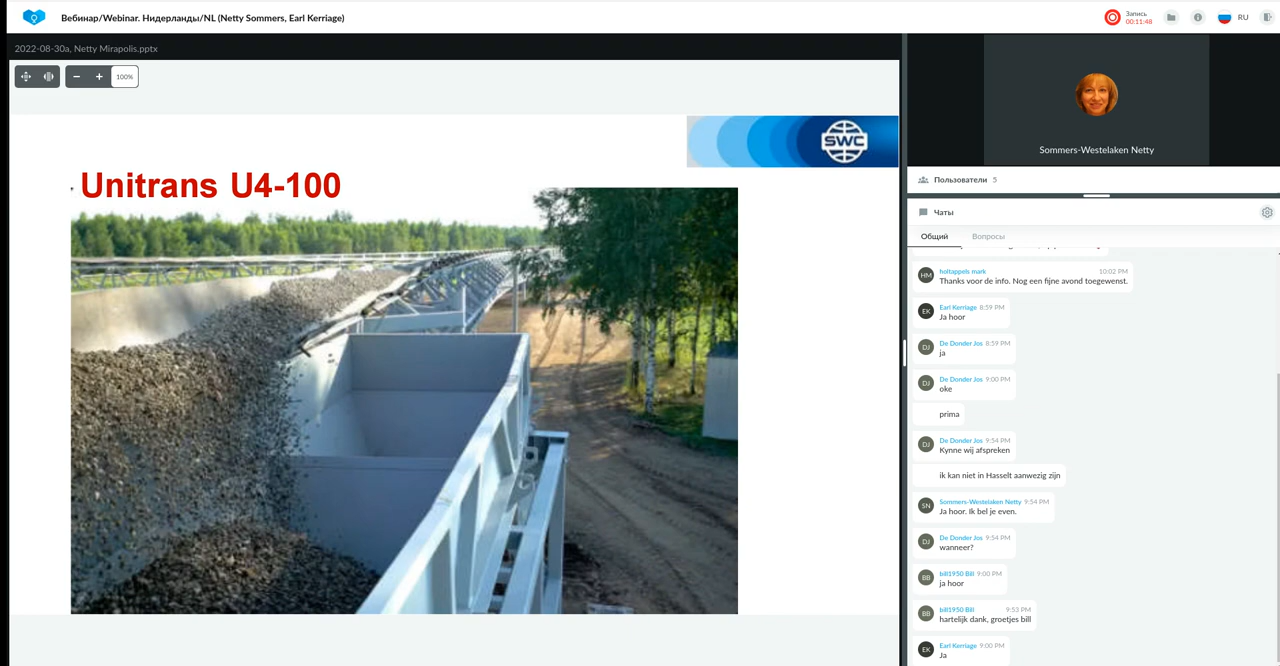 Вебинар/Webinar. Нидерланды/NL (Netty Sommers, Earl Kerriage)
Запись
00:11:48
RU
2022-08-30a, Netty Mirapolis.pptx
100%
SWC
Unitrans U4-100
Sommers-Westelaken Netty
Пользователи 5
Чаты
Общий
Вопросы
HM
holtappels mark 10:02 PM
Thanks voor de info. Nog een fijne avond toegewenst.
EK
Earl Kerriage 8:59 PM
Ja hoor
DJ
De Donder Jos 8:59 PM
ja
DJ
De Donder Jos 9:00 PM
oke
prima
DJ
De Donder Jos 9:54 PM
Kynne wij afspreken
ik kan niet in Hasselt aanwezig zijn
SN
Sommers-Westelaken Netty 9:54 PM
Ja hoor. Ik bel je even.
DJ
De Donder Jos 9:54 PM
wanneer?
BB
bill1950 Bill 9:00 PM
ja hoor
BB
bill1950 Bill 9:53 PM
hartelijk dank, groetjes bill
EK
Earl Kerriage 9:00 PM
Ja